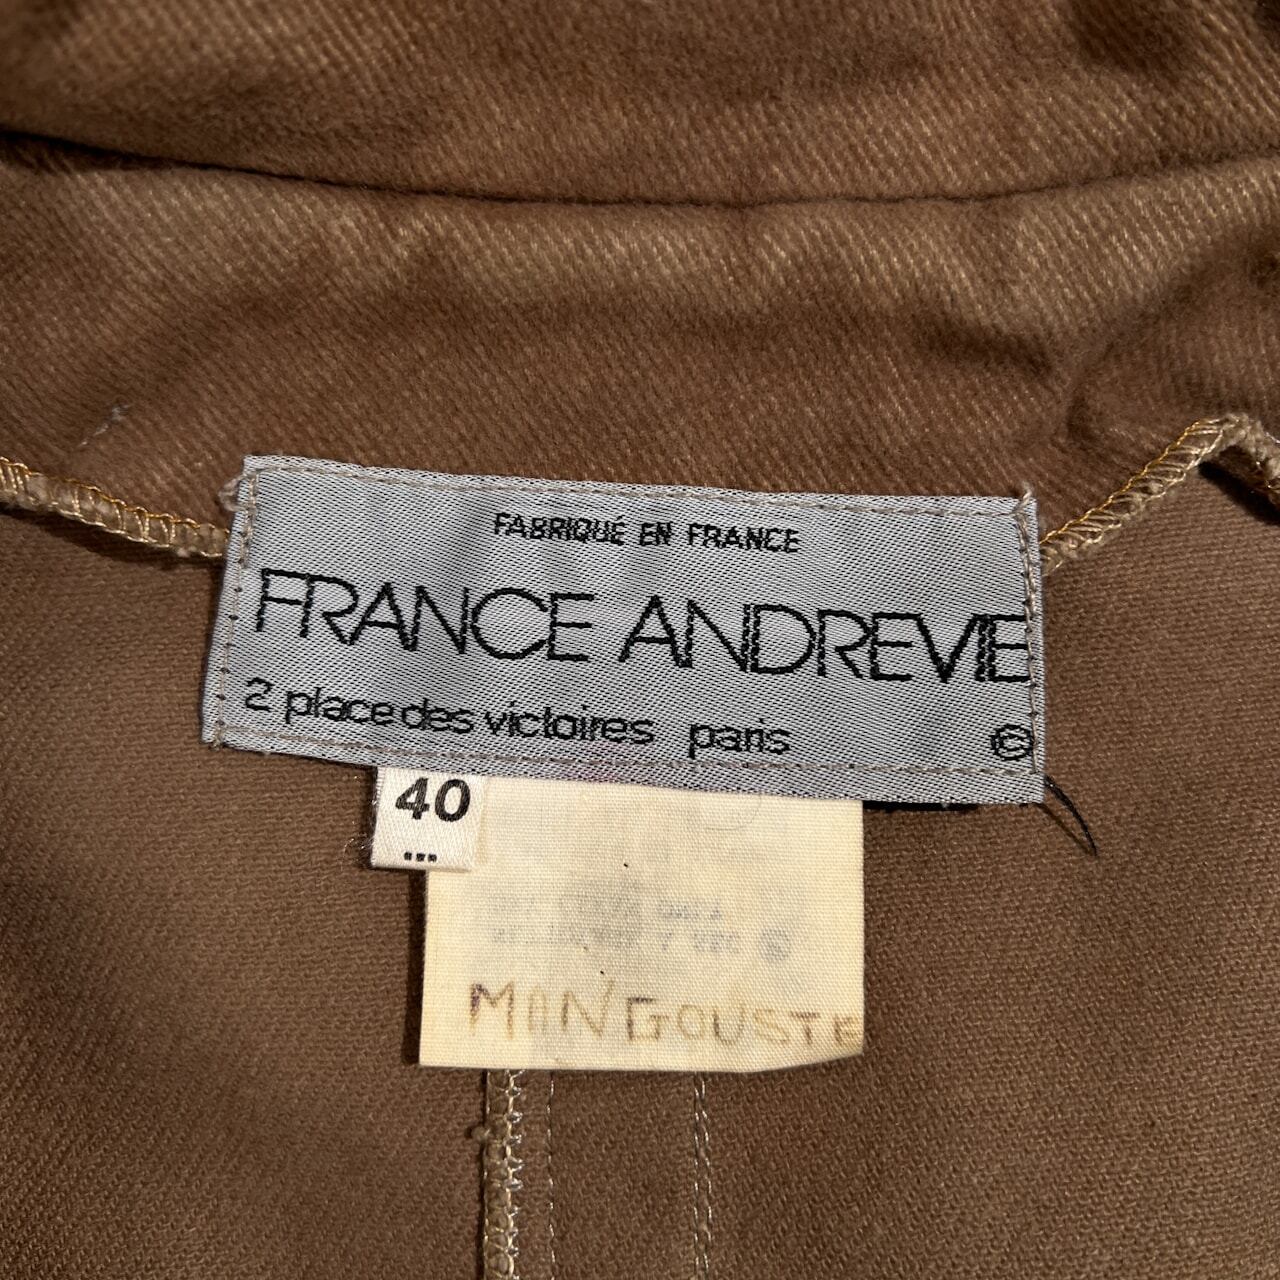 FABRIQUÉ EN FRANCE
FRANCE ANDREVIE
2 place des victoires paris ©
40
MANGOUSTE